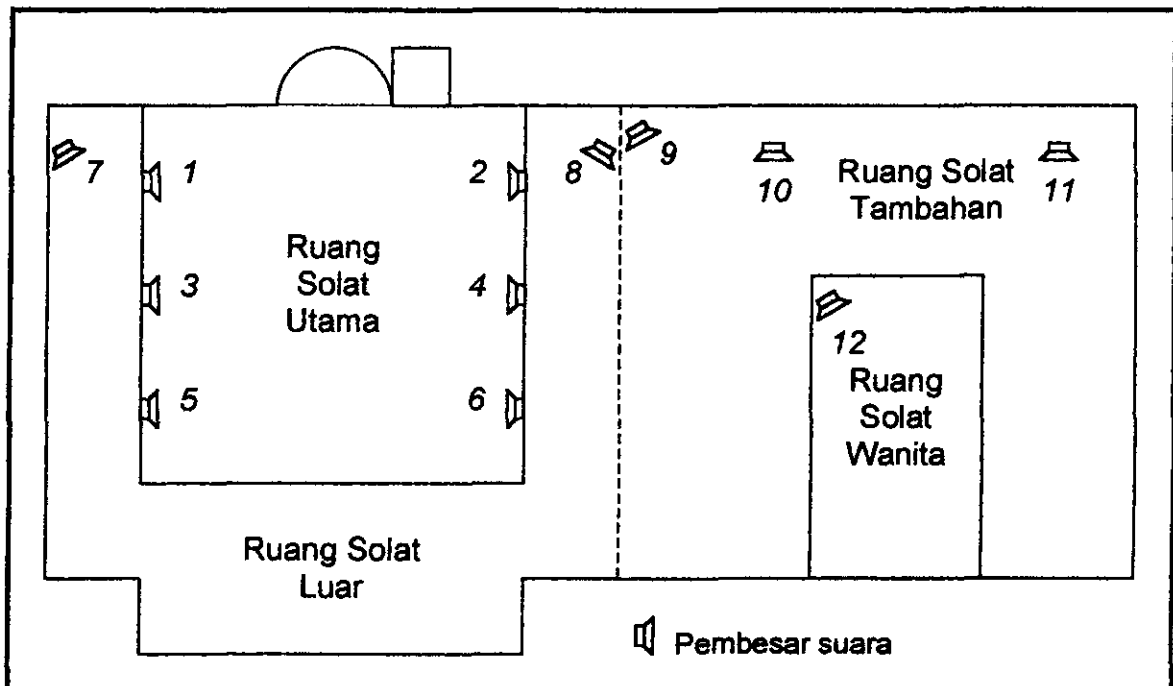 7
1
2
8
9
10
11
Ruang Solat
Tambahan
Ruang
Solat
Utama
3
4
5
6
12
Ruang
Solat
Wanita
Ruang Solat
Luar
Pembesar suara